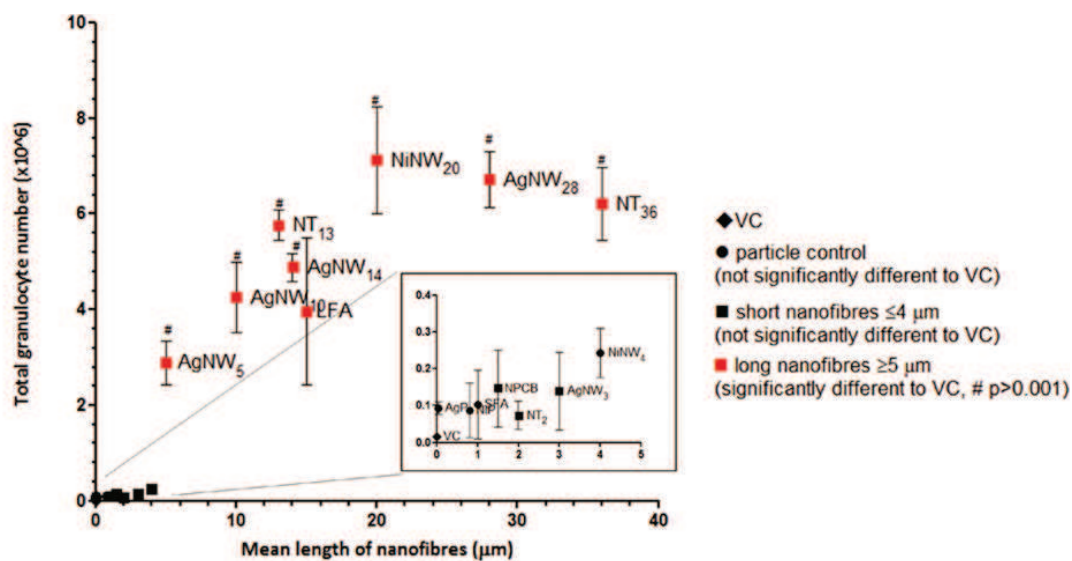 Total granulocyte number (x10^6)
10
8
6
4
2
0
0
10
20
30
40
Mean length of nanofibres (μm)
#
NiNW20
#
AgNW28
#
NT36
#
NT13
#
AgNW14
#
AgNW10
LFA
#
AgNW5
0.4
0.3
0.2
0.1
0.0
0
1
2
3
4
5
NiNW4
NPCB
AgNW3
AgP
NiP
SFA
NT2
VC
VC
particle control
(not significantly different to VC)
short nanofibres ≤4 μm
(not significantly different to VC)
long nanofibres ≥5 μm
(significantly different to VC, # p>0.001)